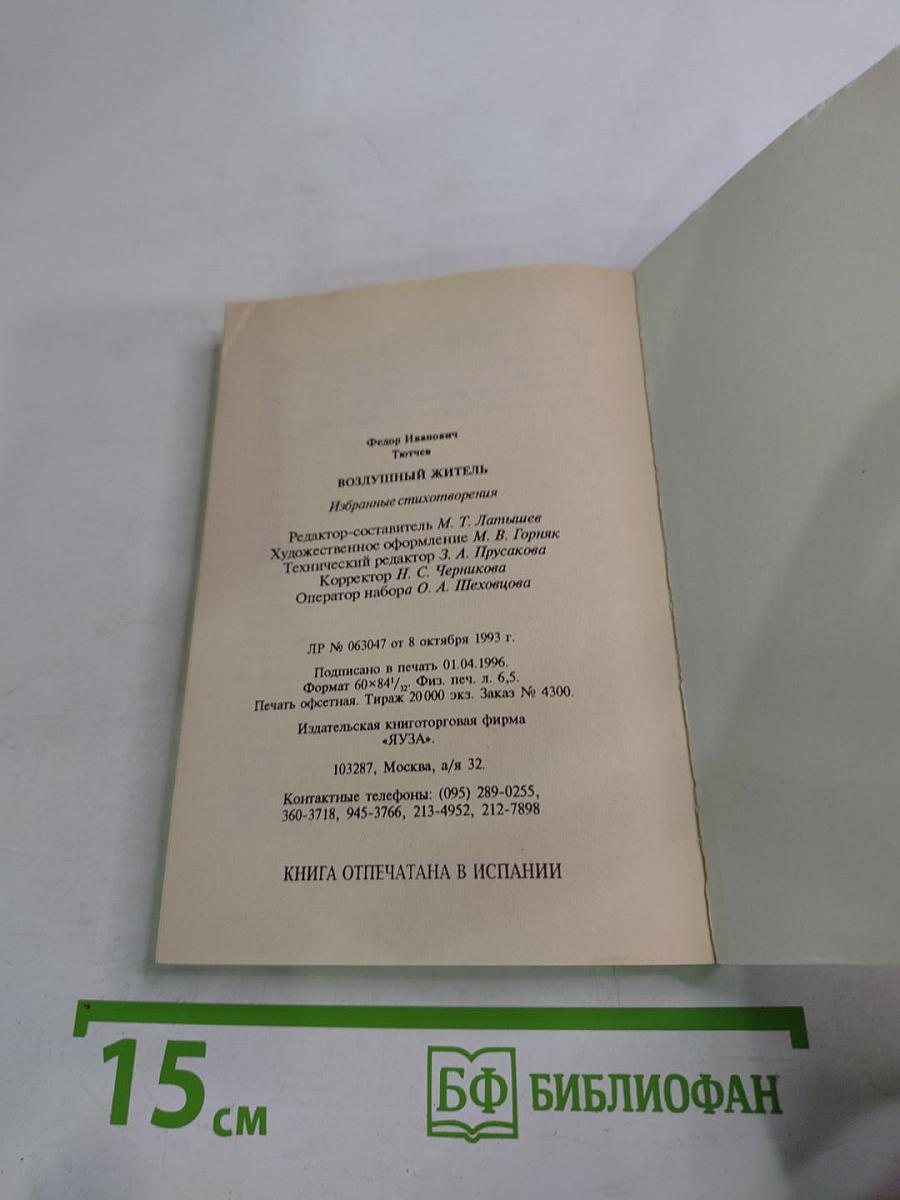 Федор Иванович
Тютчев
ВОЗДУШНЫЙ ЖИТЕЛЬ
Избранные стихотворения
Редактор-составитель М. Т. Латышев
Художественное оформление М. В. Горняк
Технический редактор З. А. Прусакова
Корректор Н. С. Черникова
Оператор набора О. А. Шеховцова
ЛР № 063047 от 8 октября 1993 г.
Подписано в печать 01.04.1996.
Формат 60×84¹/₃₂. Физ. печ. л. 6,5.
Печать офсетная. Тираж 20 000 экз. Заказ № 4300.
Издательская книготорговая фирма
«ЯУЗА».
103287, Москва, а/я 32.
Контактные телефоны: (095) 289-0255,
360-3718, 945-3766, 213-4952, 212-7898
КНИГА ОТПЕЧАТАНА В ИСПАНИИ
15 см
БФ БИБЛИОФАН